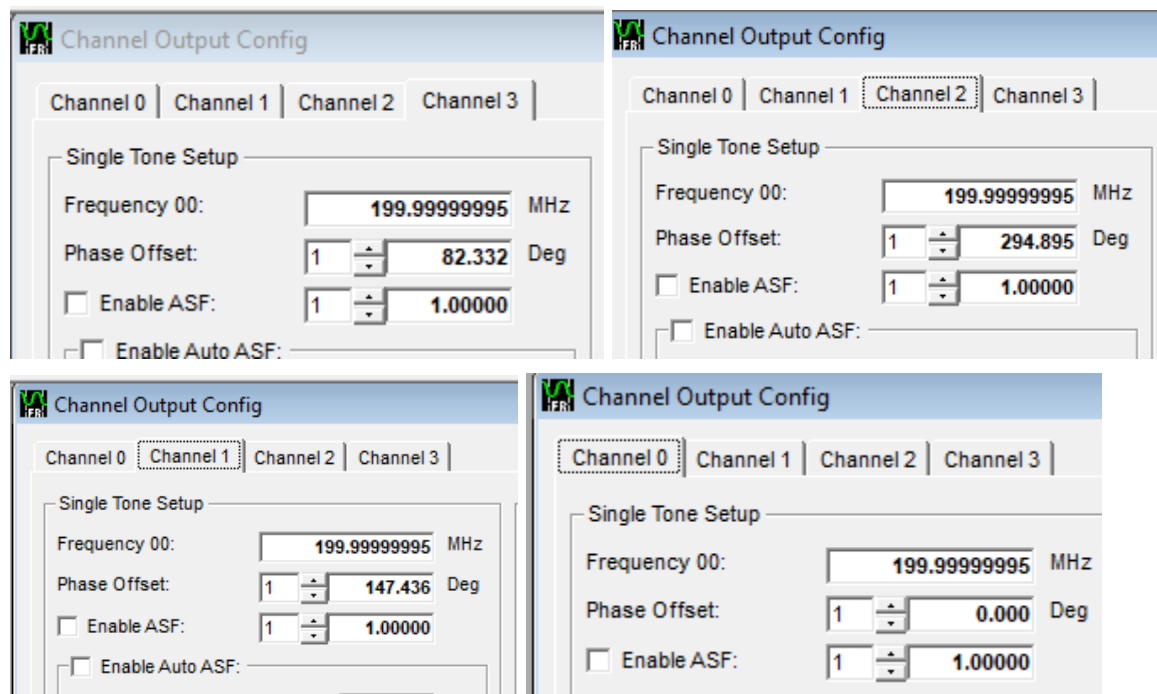 Channel Output Config
Channel 0 Channel 1 Channel 2 Channel 3
Single Tone Setup
Frequency 00: 199.99999995 MHz
Phase Offset: 1 82.332 Deg
Enable ASF: 1 1.00000
Enable Auto ASF:
Channel Output Config
Channel 0 Channel 1 Channel 2 Channel 3
Single Tone Setup
Frequency 00: 199.99999995 MHz
Phase Offset: 1 294.895 Deg
Enable ASF: 1 1.00000
Enable Auto ASF:
Channel Output Config
Channel 0 Channel 1 Channel 2 Channel 3
Single Tone Setup
Frequency 00: 199.99999995 MHz
Phase Offset: 1 147.436 Deg
Enable ASF: 1 1.00000
Enable Auto ASF:
Channel Output Config
Channel 0 Channel 1 Channel 2 Channel 3
Single Tone Setup
Frequency 00: 199.99999995 MHz
Phase Offset: 1 0.000 Deg
Enable ASF: 1 1.00000